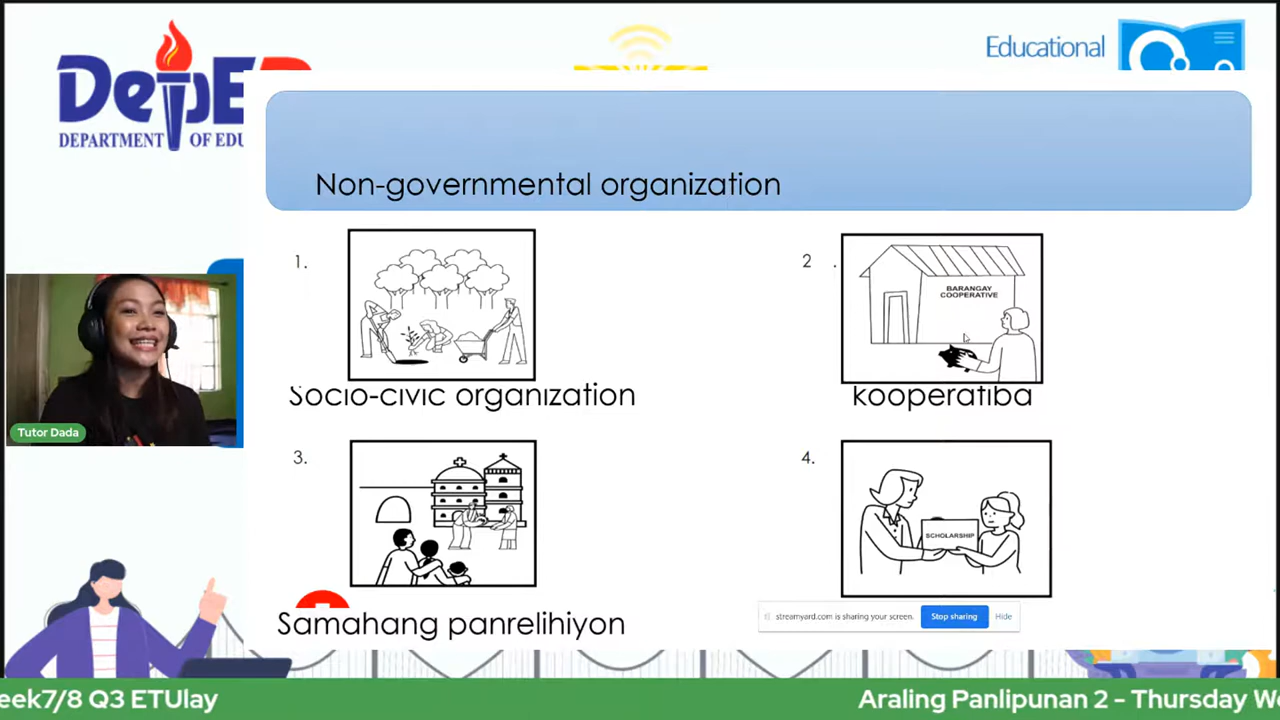 DepE
DEPARTMENT OF EDU
Educational
Non-governmental organization
1.
2 .
BARANGAY
COOPERATIVE
Socio-civic organization
kooperatiba
Tutor Dada
3.
4.
SCHOLARSHIP
Samahang panrelihiyon
streamyard.com is sharing your screen.
Stop sharing
Hide
eek7/8 Q3 ETUlay
Araling Panlipunan 2 - Thursday We